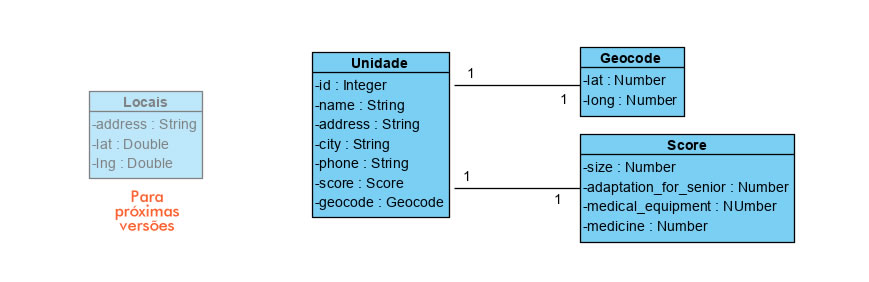 Locais
-address : String
-lat : Double
-lng : Double
Para
próximas
versões
Unidade
-id : Integer
-name : String
-address : String
-city : String
-phone : String
-score : Score
-geocode : Geocode
1
1
1
1
Geocode
-lat : Number
-long : Number
Score
-size : Number
-adaptation_for_senior : Number
-medical_equipment : NUmber
-medicine : Number